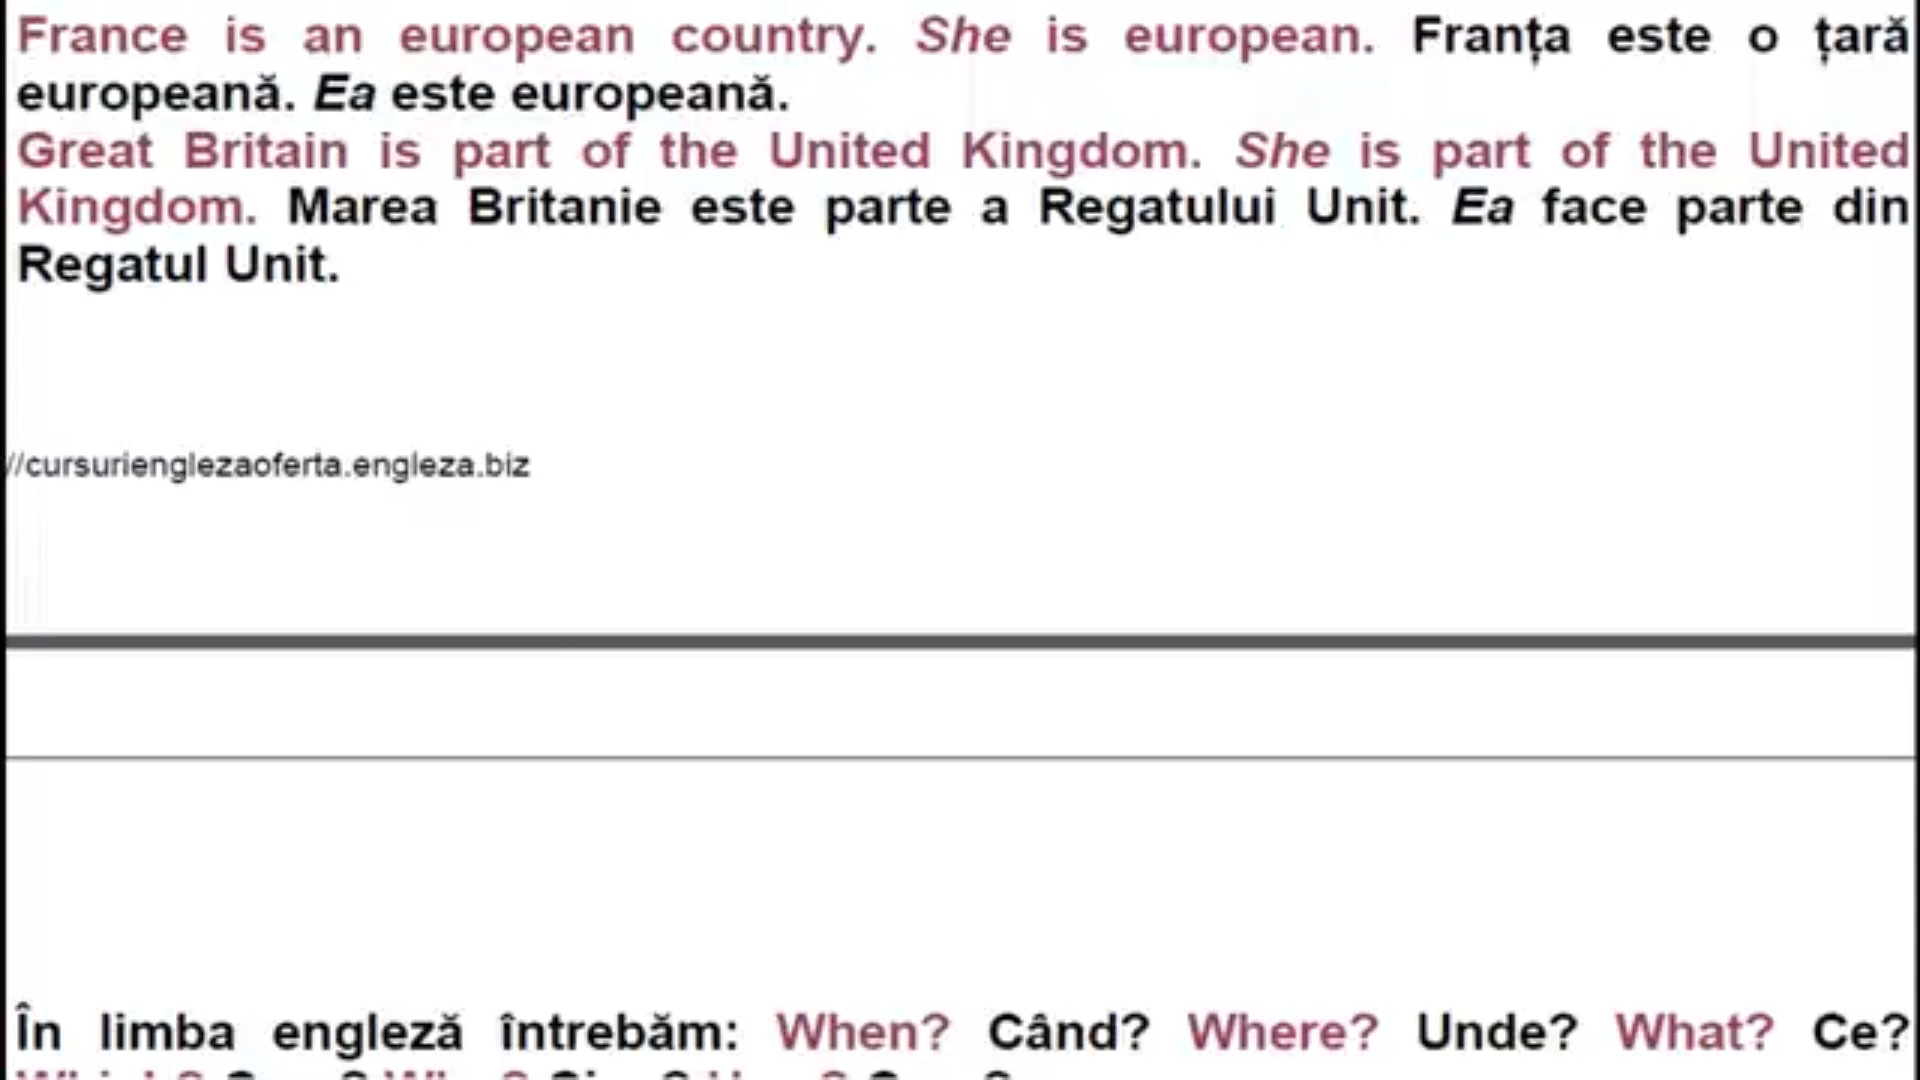 France is an european country. She is european. Franța este o țară
europeană. Ea este europeană.
Great Britain is part of the United Kingdom. She is part of the United
Kingdom. Marea Britanie este parte a Regatului Unit. Ea face parte din
Regatul Unit.
//cursurienglezaoferta.engleza.biz
În limba engleză întrebăm: When? Când? Where? Unde? What? Ce?